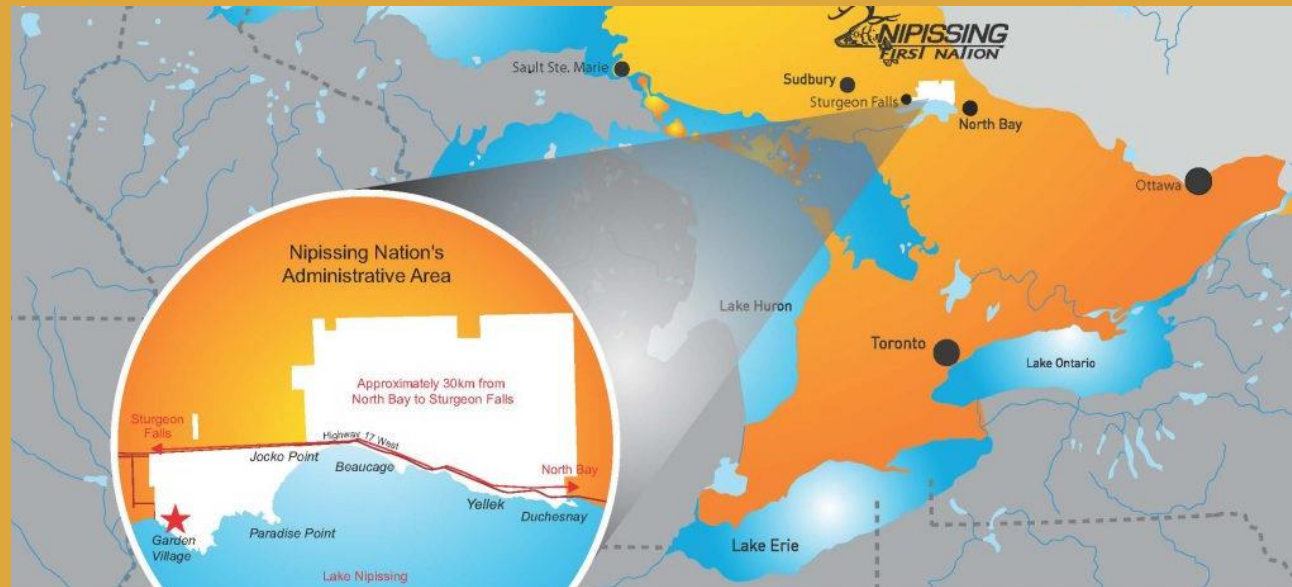 NIPISSING
FIRST NATION
Sault Ste. Marie
Sudbury
Sturgeon Falls
North Bay
Ottawa
Nipissing Nation's
Administrative Area
Lake Huron
Toronto
Lake Ontario
Approximately 30km from
North Bay to Sturgeon Falls
Sturgeon
Falls
Highway 17 West
Jocko Point
Beaucage
North Bay
Yellek
Duchesnay
Garden
Village
Paradise Point
Lake Erie
Lake Nipissing